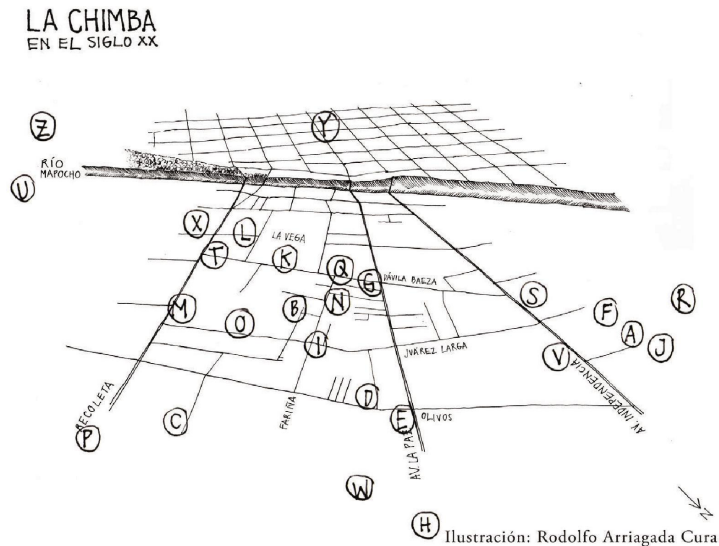 LA CHIMBA
EN EL SIGLO XX
Z
Y
RÍO
MAPOCHO
U
X
L
LA VEGA
T
K
Q
G
DÁVILA BAEZA
S
R
M
B
N
F
O
A
I
JUÁREZ LARGA
V
J
AV. INDEPENDENCIA
RECOLETA
FARIÑA
D
C
E
OLIVOS
P
AV. LA PAZ
W
N
H
Ilustración: Rodolfo Arriagada Cura